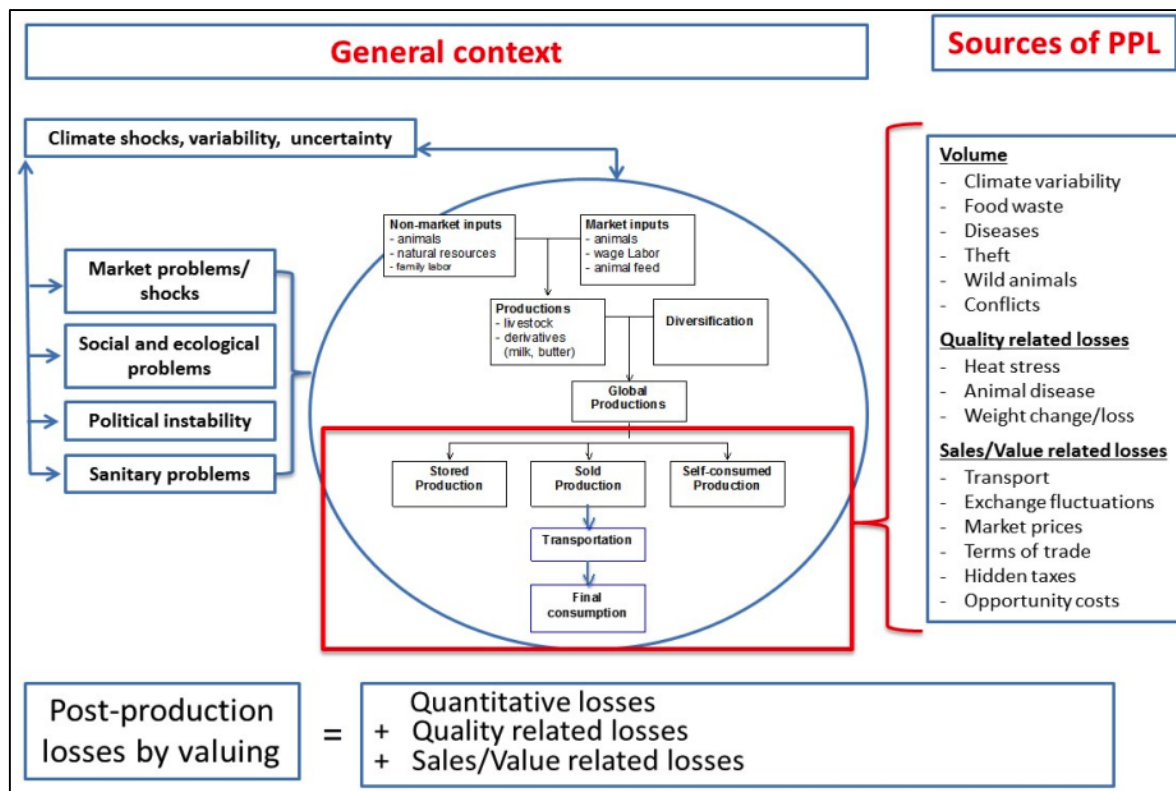 General context
Sources of PPL
Climate shocks, variability, uncertainty
Market problems/
shocks
Social and ecological
problems
Political instability
Sanitary problems
Non-market inputs
- animals
- natural resources
- family labor
Market inputs
- animals
- wage Labor
- animal feed
Productions
- livestock
- derivatives
(milk, butter)
Diversification
Global
Productions
Stored
Production
Sold
Production
Self-consumed
Production
Transportation
Final
consumption
Volume
- Climate variability
- Food waste
- Diseases
- Theft
- Wild animals
- Conflicts
Quality related losses
- Heat stress
- Animal disease
- Weight change/loss
Sales/Value related losses
- Transport
- Exchange fluctuations
- Market prices
- Terms of trade
- Hidden taxes
- Opportunity costs
Post-production
losses by valuing
=
Quantitative losses
+ Quality related losses
+ Sales/Value related losses